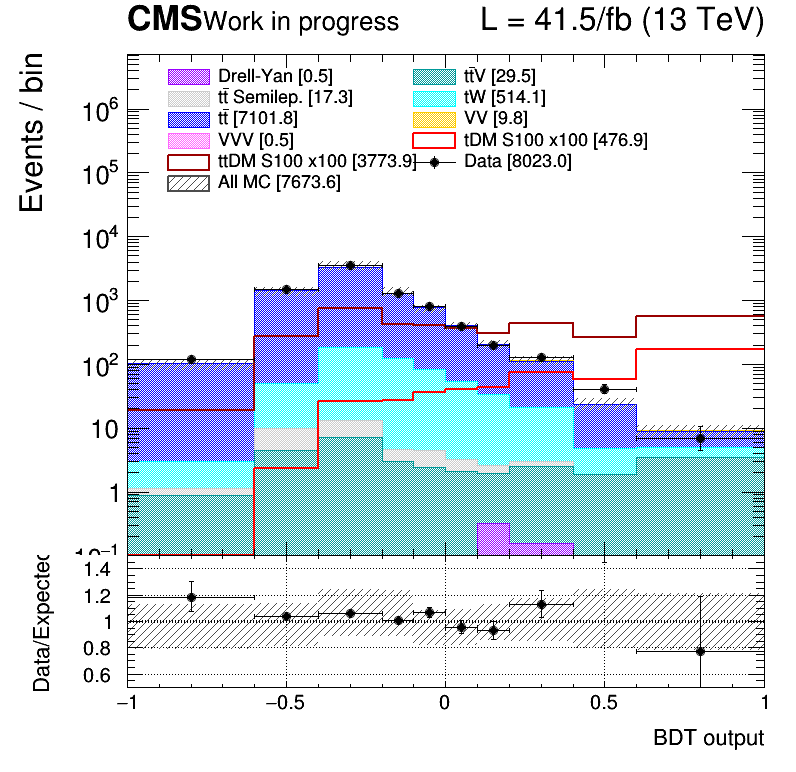 CMS Work in progress L = 41.5/fb (13 TeV)
Events / bin
Drell-Yan [0.5] tt̄V [29.5]
tt̄ Semilep. [17.3] tW [514.1]
tt̄ [7101.8] VV [9.8]
VVV [0.5] tDM S100 x100 [476.9]
ttDM S100 x100 [3773.9] Data [8023.0]
All MC [7673.6]
10⁶
10⁵
10⁴
10³
10²
10
1
10⁻¹
Data/Expected
1.4
1.2
1
0.8
0.6
−1 −0.5 0 0.5 1
BDT output